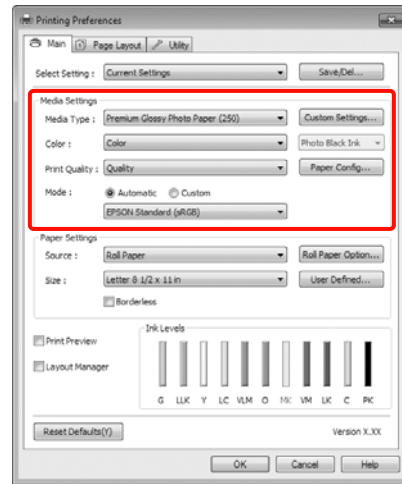 Printing Preferences
Main Page Layout Utility
Select Setting : Current Settings Save/Del...
Media Settings
Media Type : Premium Glossy Photo Paper (250) Custom Settings...
Color : Color Photo Black Ink
Print Quality : Quality Paper Config...
Mode : Automatic Custom
EPSON Standard (sRGB)
Paper Settings
Source : Roll Paper Roll Paper Option...
Size : Letter 8 1/2 x 11 in User Defined...
Borderless
Ink Levels
Print Preview
Layout Manager
G LLK Y LC VLM O MK VM LK C PK
Reset Defaults(Y) Version X.XX
OK Cancel Help